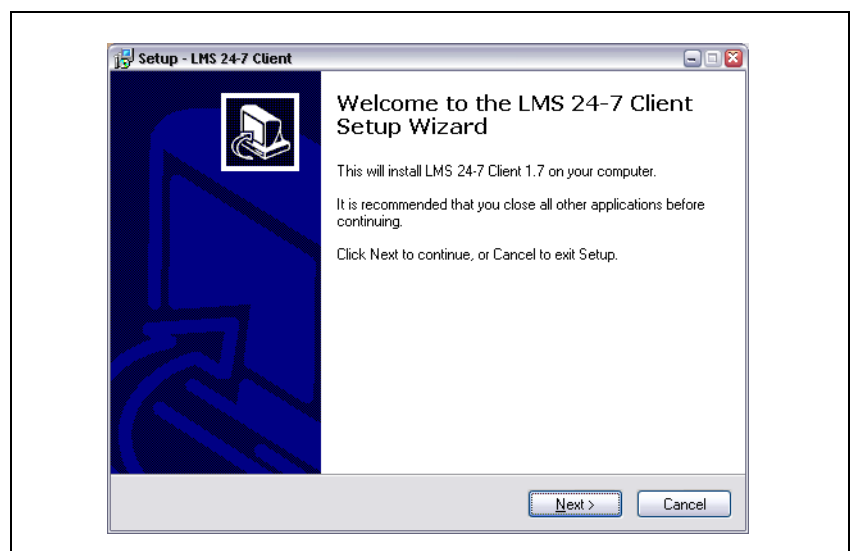 Setup - LMS 24-7 Client
Welcome to the LMS 24-7 Client
Setup Wizard
This will install LMS 24-7 Client 1.7 on your computer.
It is recommended that you close all other applications before
continuing.
Click Next to continue, or Cancel to exit Setup.
Next >
Cancel